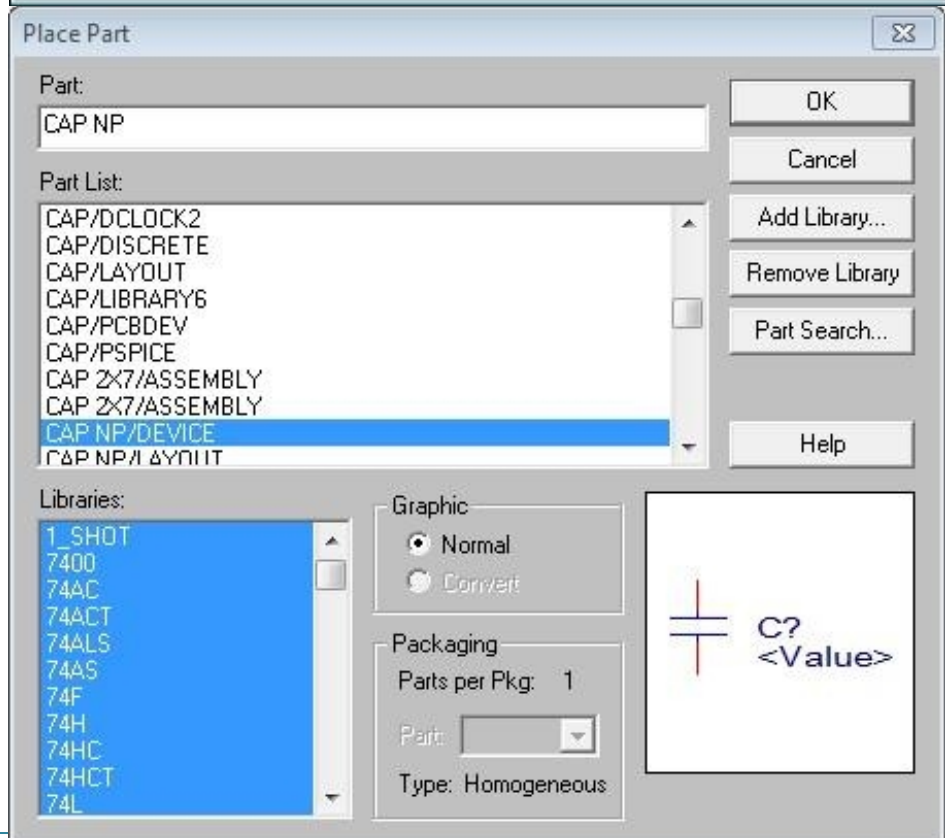 Place Part
Part:
CAP NP
OK
Cancel
Part List:
CAP/DCLOCK2
CAP/DISCRETE
CAP/LAYOUT
CAP/LIBRARY6
CAP/PCBDEV
CAP/PSPICE
CAP 2X7/ASSEMBLY
CAP 2X7/ASSEMBLY
CAP NP/DEVICE
CAP NP/LAYOUT
Add Library...
Remove Library
Part Search...
Help
Libraries:
1_SHOT
7400
74AC
74ACT
74ALS
74AS
74F
74H
74HC
74HCT
74L
Graphic
Normal
Convert
Packaging
Parts per Pkg: 1
Part:
Type: Homogeneous
C?
<Value>